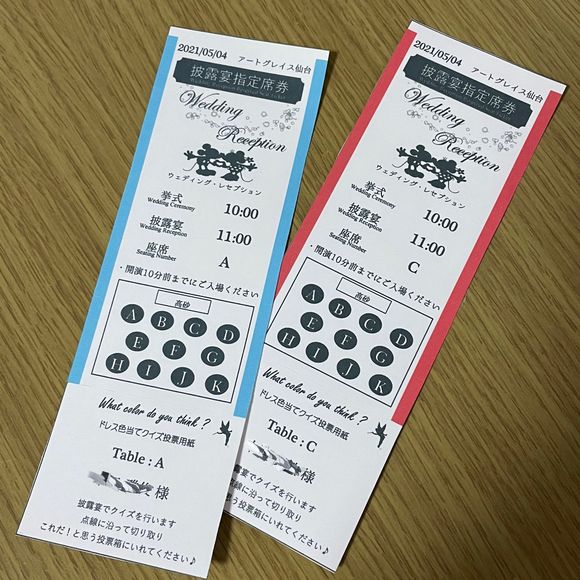 2021/05/04 アートグレイス仙台
披露宴指定席券
Wedding
Reception
ウェディング・レセプション
挙式 10:00
Wedding Ceremony
披露宴 11:00
Wedding Reception
座席 A
Seating Number
・開演10分前までにご入場ください
高砂
A B C D
E F G
H I J K
What color do you think ?
ドレス色当てクイズ投票用紙
Table : A
様
披露宴でクイズを行います
点線に沿って切り取り
これだ!と思う投票箱にいれてください♪
2021/05/04 アートグレイス仙台
披露宴指定席券
Wedding
Reception
ウェディング・レセプション
挙式 10:00
Wedding Ceremony
披露宴 11:00
Wedding Reception
座席 C
Seating Number
・開演10分前までにご入場ください
高砂
A B C D
E F G
H I J K
What color do you think ?
ドレス色当てクイズ投票用紙
Table : C
様
披露宴でクイズを行います
点線に沿って切り取り
思う投票箱にいれてください♪